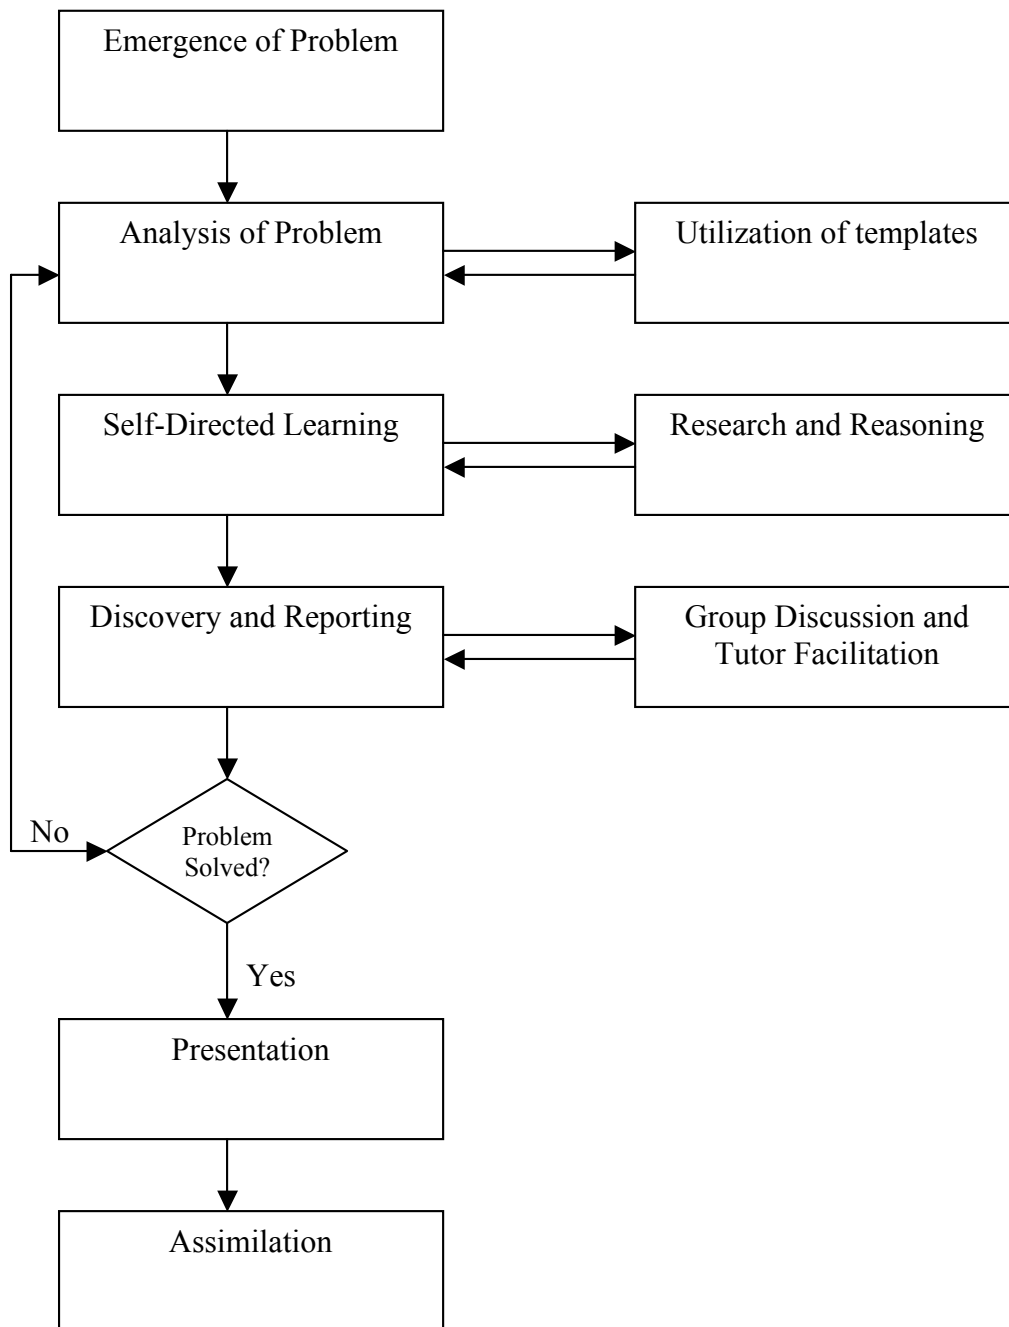 Emergence of Problem
Analysis of Problem
Utilization of templates
Self-Directed Learning
Research and Reasoning
Discovery and Reporting
Group Discussion and
Tutor Facilitation
Problem
Solved?
No
Yes
Presentation
Assimilation